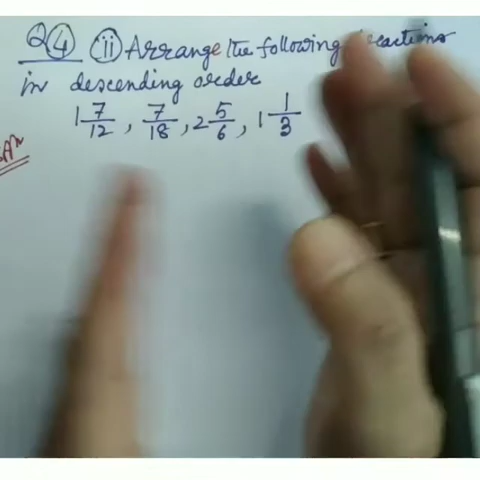 Q④ (ii) Arrange the following fractions
in descending order
1 7/12, 7/18, 2 5/6, 1 1/3